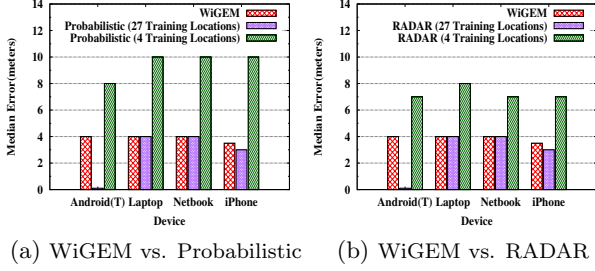 14
12
10
8
6
4
2
0
Median Error(meters)
WiGEM
Probabilistic (27 Training Locations)
Probabilistic (4 Training Locations)
Android(T) Laptop Netbook iPhone
Device
(a) WiGEM vs. Probabilistic
14
12
10
8
6
4
2
0
Median Error(meters)
WiGEM
RADAR (27 Training Locations)
RADAR (4 Training Locations)
Android(T) Laptop Netbook iPhone
Device
(b) WiGEM vs. RADAR